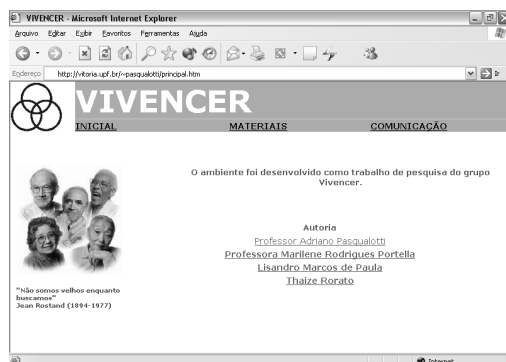 VIVENCER - Microsoft Internet Explorer
Arquivo Editar Exibir Favoritos Ferramentas Ajuda
Endereço http://vitoria.upf.br/~pasqualotti/principal.htm Ir
VIVENCER
INICIAL MATERIAIS COMUNICAÇÃO
O ambiente foi desenvolvido como trabalho de pesquisa do grupo
Vivencer.
Autoria
Professor Adriano Pasqualotti
Professora Marilene Rodrigues Portella
Lisandro Marcos de Paula
Thaize Rorato
"Não somos velhos enquanto
buscamos"
Jean Rostand (1894-1977)
Internet